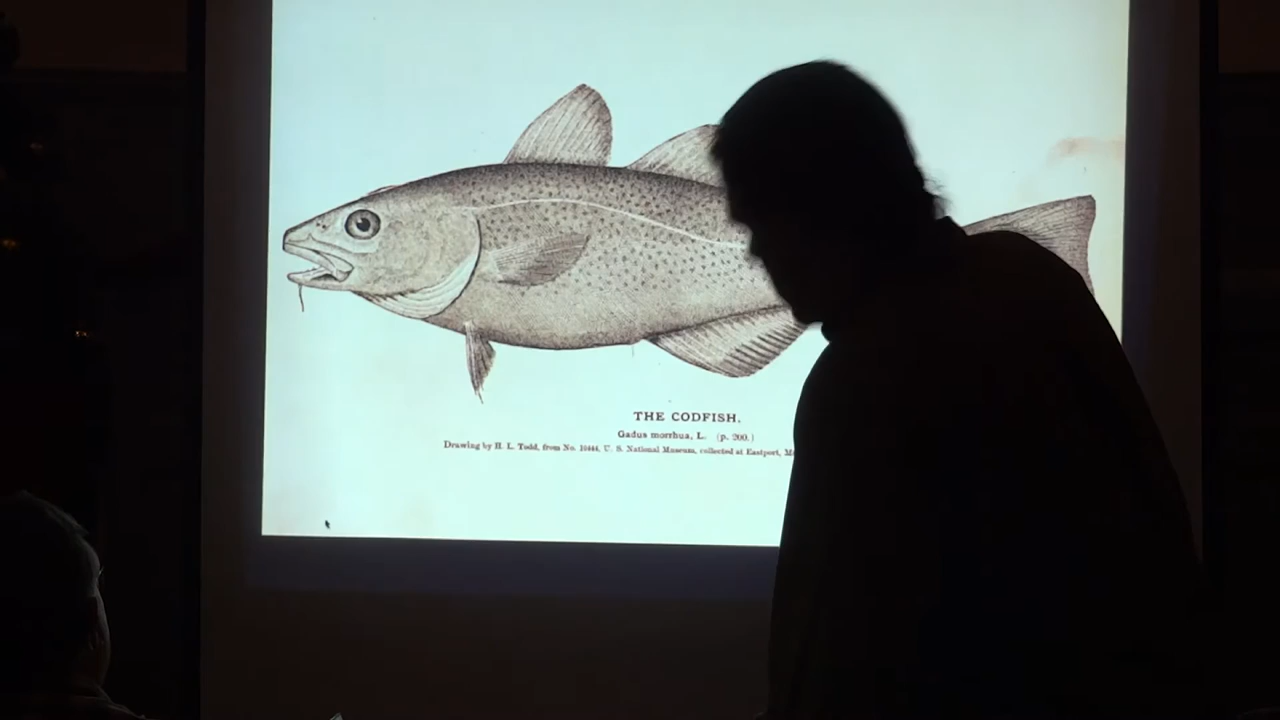 THE CODFISH.
Gadus morrhua, L. (p. 200.)
Drawing by H. L. Todd, from No. 10444, U. S. National Museum, collected at Eastport,